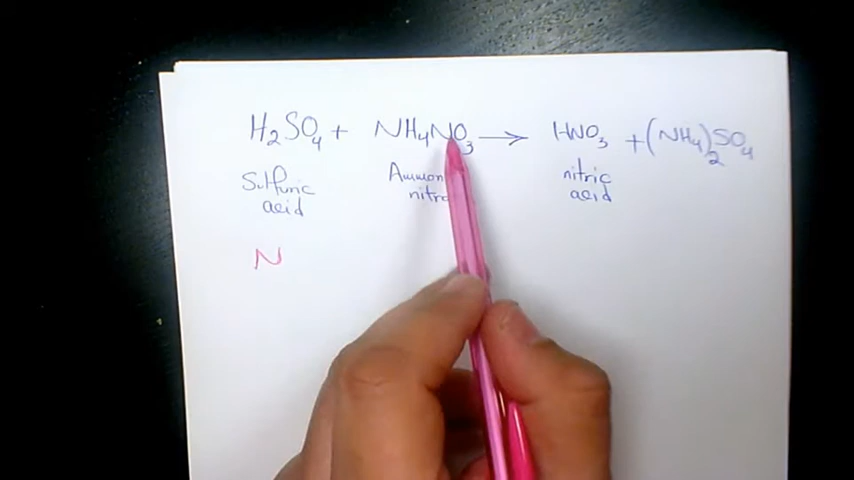 H₂SO₄ + NH₄NO₃ → HNO₃ + (NH₄)₂SO₄
Sulfuric nitric
acid acid
N